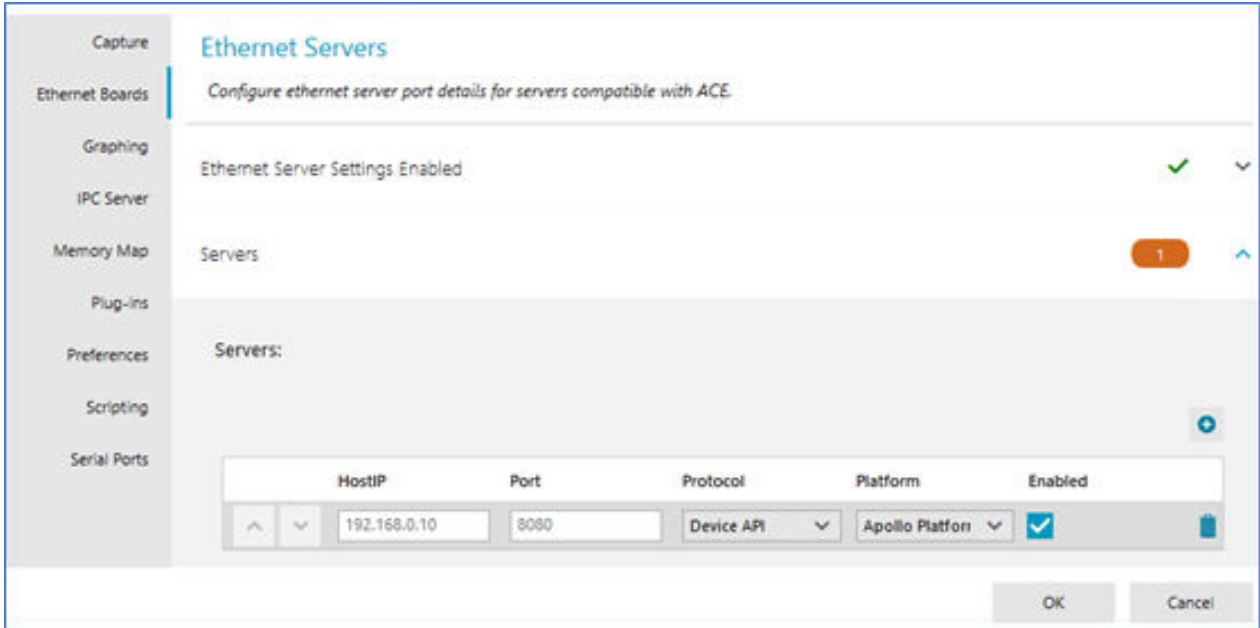 Capture
Ethernet Boards
Graphing
IPC Server
Memory Map
Plug-ins
Preferences
Scripting
Serial Ports
Ethernet Servers
Configure ethernet server port details for servers compatible with ACE.
Ethernet Server Settings Enabled
Servers 1
Servers:
HostIP Port Protocol Platform Enabled
192.168.0.10 8080 Device API Apollo Platforr
OK Cancel